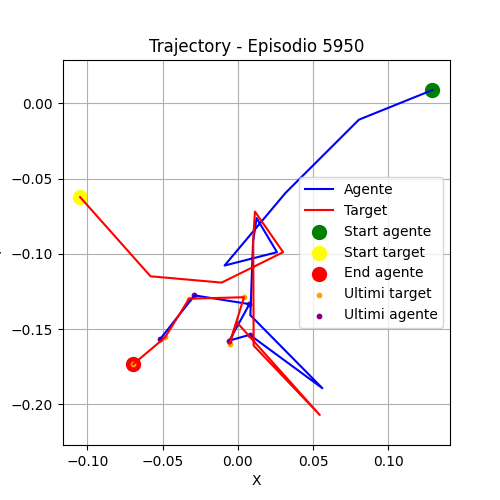 Trajectory - Episodio 5950
0.00
−0.05
−0.10
−0.15
−0.20
Agente
Target
Start agente
Start target
End agente
Ultimi target
Ultimi agente
−0.10 −0.05 0.00 0.05 0.10
X